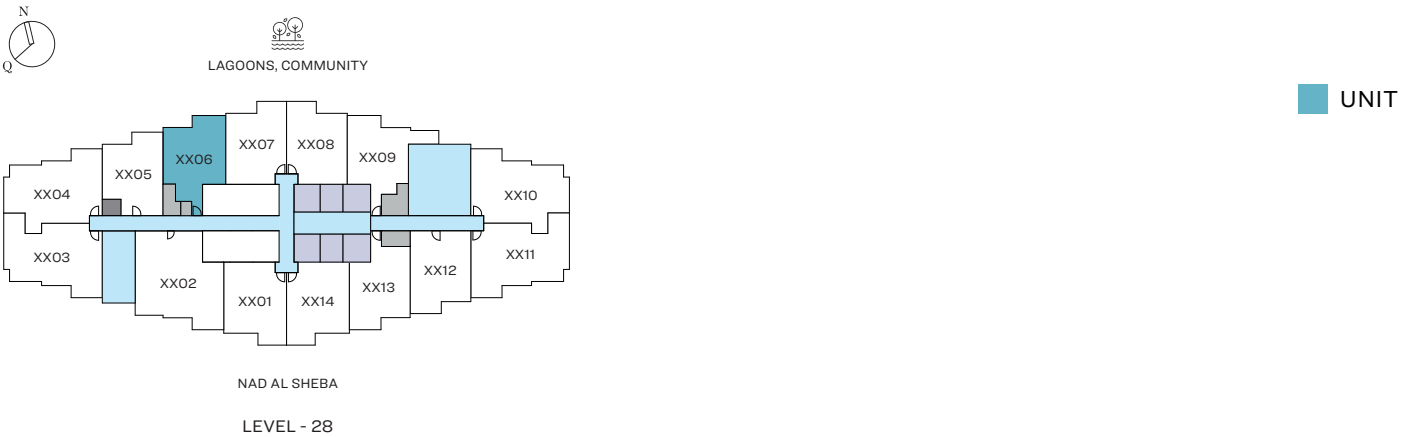 N
Q
LAGOONS, COMMUNITY
UNIT
XX07
XX08
XX06
XX09
XX05
XX04
XX10
XX03
XX11
XX02
XX12
XX01
XX14
XX13
NAD AL SHEBA
LEVEL - 28